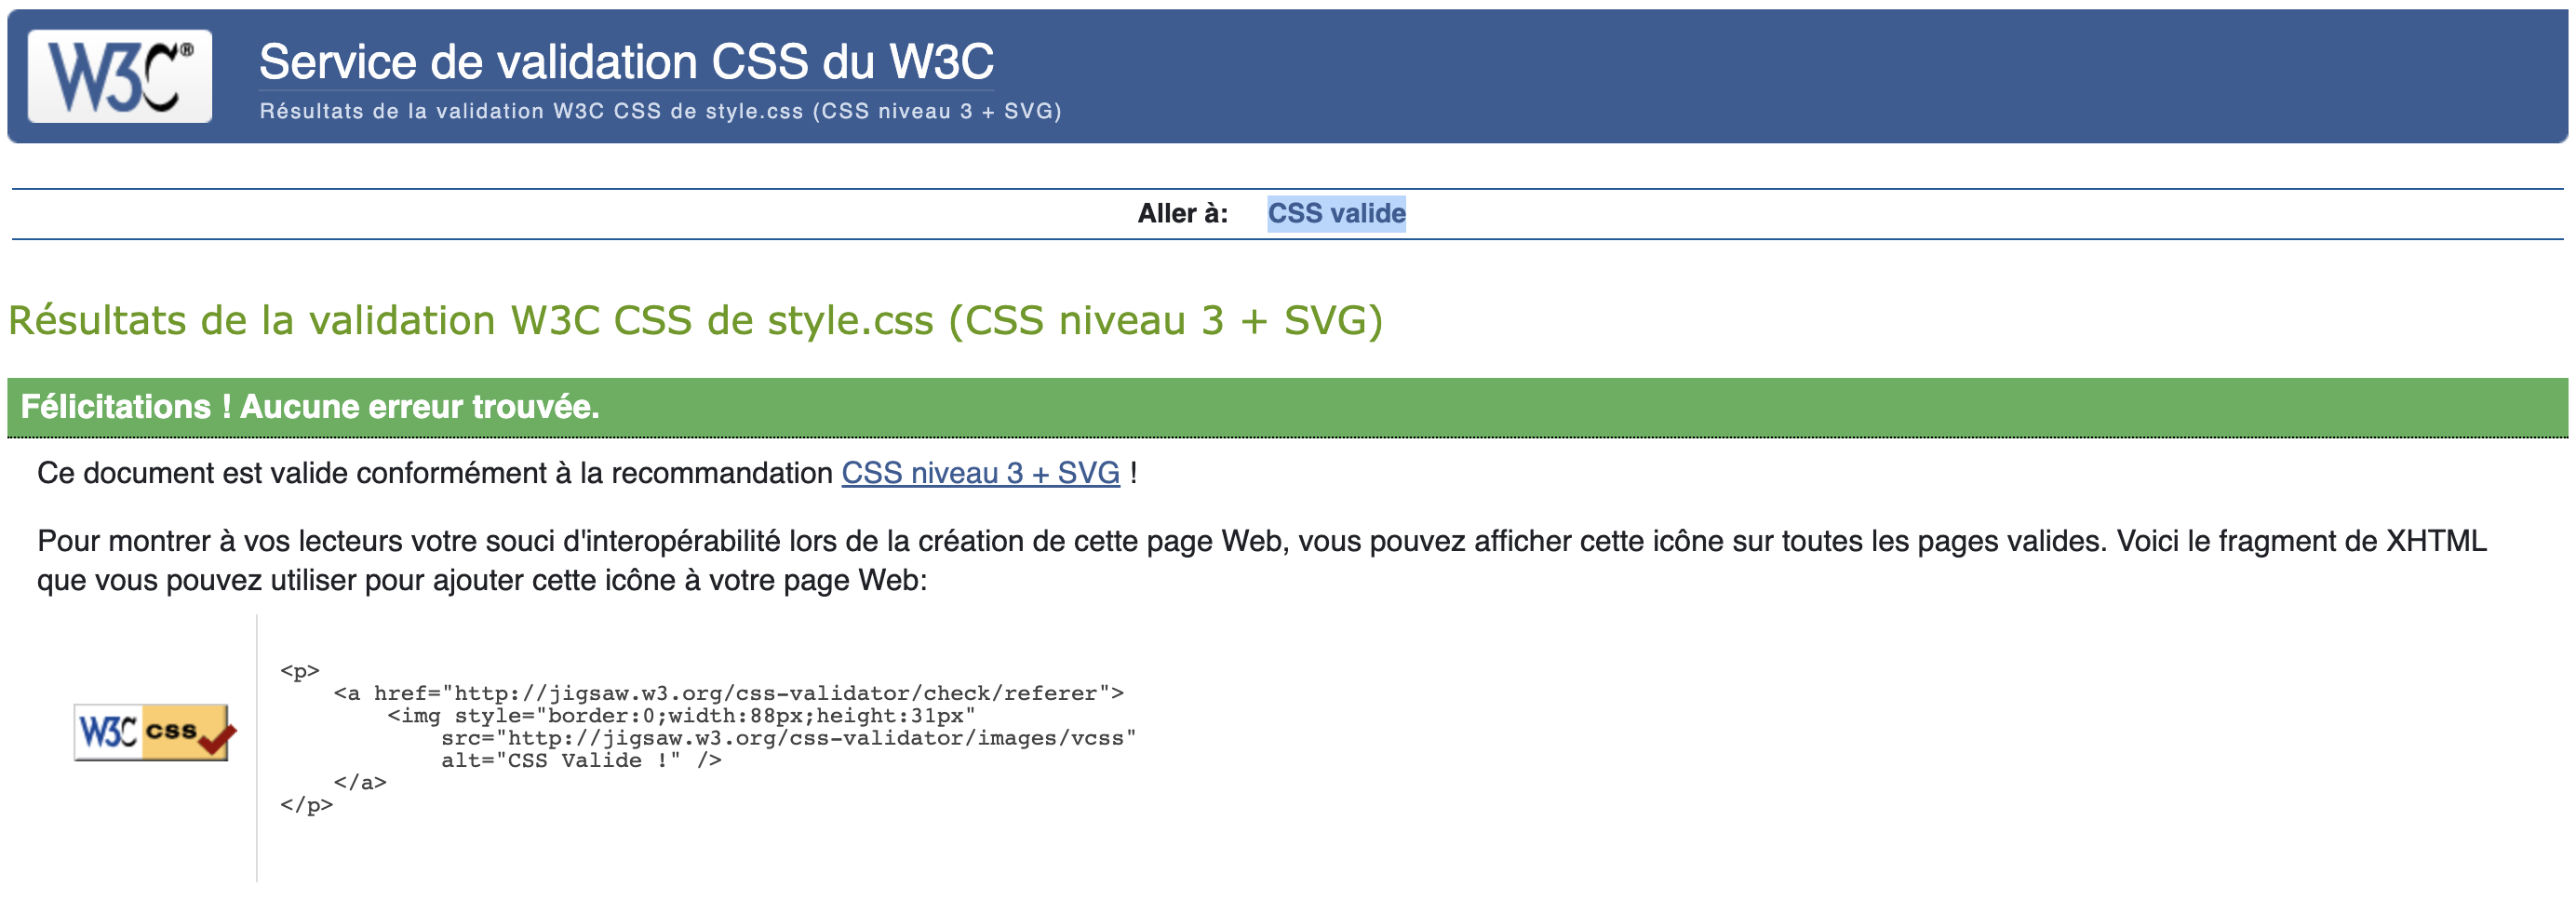 W3C®
Service de validation CSS du W3C
Résultats de la validation W3C CSS de style.css (CSS niveau 3 + SVG)
Aller à: CSS valide
Résultats de la validation W3C CSS de style.css (CSS niveau 3 + SVG)
Félicitations ! Aucune erreur trouvée.
Ce document est valide conformément à la recommandation CSS niveau 3 + SVG !
Pour montrer à vos lecteurs votre souci d'interopérabilité lors de la création de cette page Web, vous pouvez afficher cette icône sur toutes les pages valides. Voici le fragment de XHTML
que vous pouvez utiliser pour ajouter cette icône à votre page Web:
W3C css
<p>
    <a href="http://jigsaw.w3.org/css-validator/check/referer">
        <img style="border:0;width:88px;height:31px"
            src="http://jigsaw.w3.org/css-validator/images/vcss"
            alt="CSS Valide !" />
    </a>
</p>